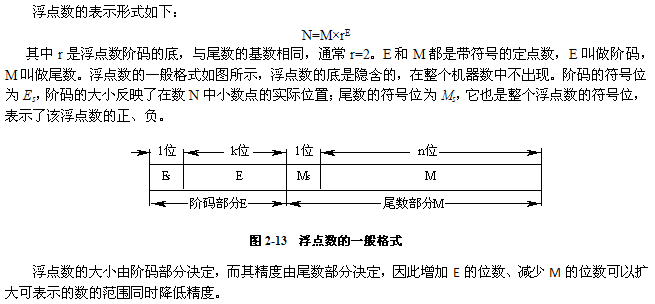 浮点数的表示形式如下：
N=M×rE
其中 r 是浮点数阶码的底，与尾数的基数相同，通常 r=2。E 和 M 都是带符号的定点数，E 叫做阶码，
M 叫做尾数。浮点数的一般格式如图所示，浮点数的底是隐含的，在整个机器数中不出现。阶码的符号位
为 Es，阶码的大小反映了在数 N 中小数点的实际位置；尾数的符号位为 Ms，它也是整个浮点数的符号位，
表示了该浮点数的正、负。
1位 k位 1位 n位
Es E Ms M
阶码部分E 尾数部分M
图 2-13 浮点数的一般格式
浮点数的大小由阶码部分决定，而其精度由尾数部分决定，因此增加 E 的位数、减少 M 的位数可以扩
大可表示的数的范围同时降低精度。